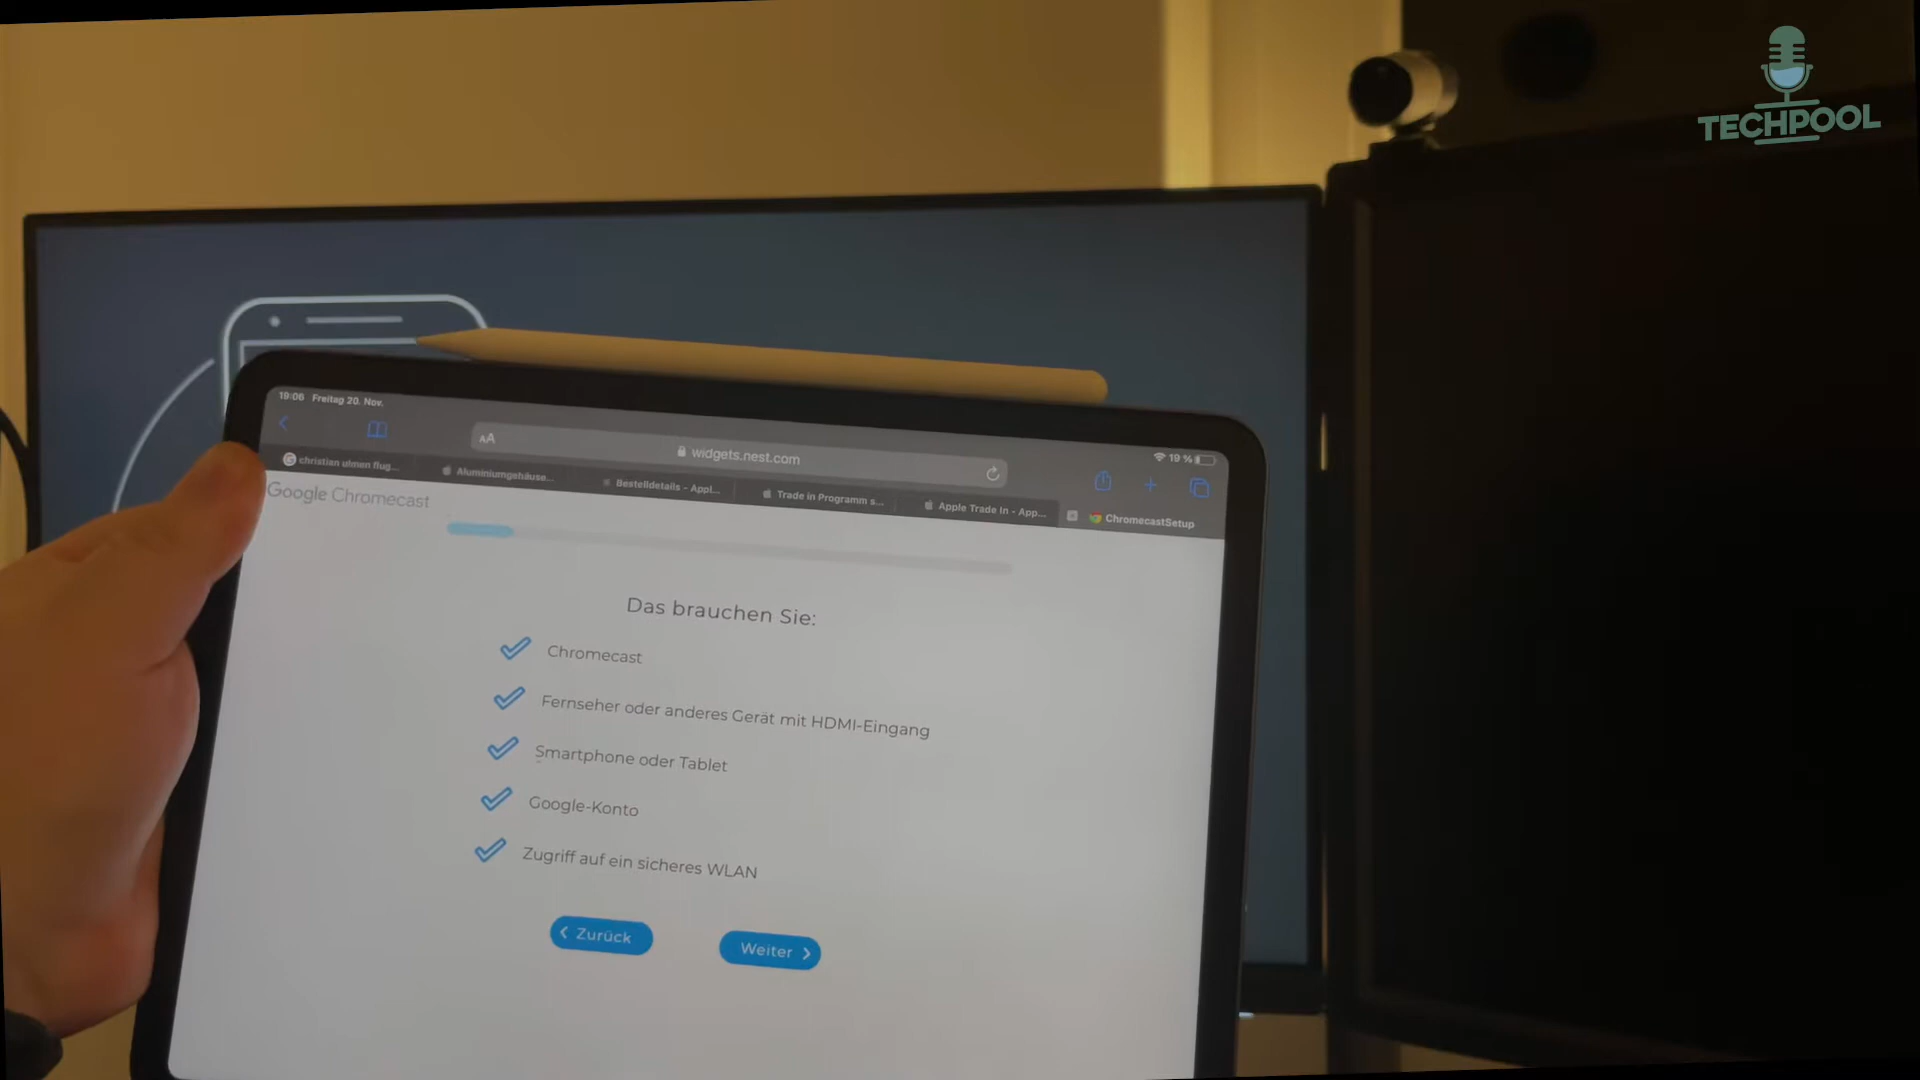 TECHPOOL
19:06 Freitag 20. Nov.
19 %
AA
widgets.nest.com
christian ulmen flug...
Aluminiumgehäuse...
Bestelldetails - Appl...
Trade in Programm s...
Apple Trade In - App...
ChromecastSetup
Google Chromecast
Das brauchen Sie:
Chromecast
Fernseher oder anderes Gerät mit HDMI-Eingang
Smartphone oder Tablet
Google-Konto
Zugriff auf ein sicheres WLAN
Zurück
Weiter